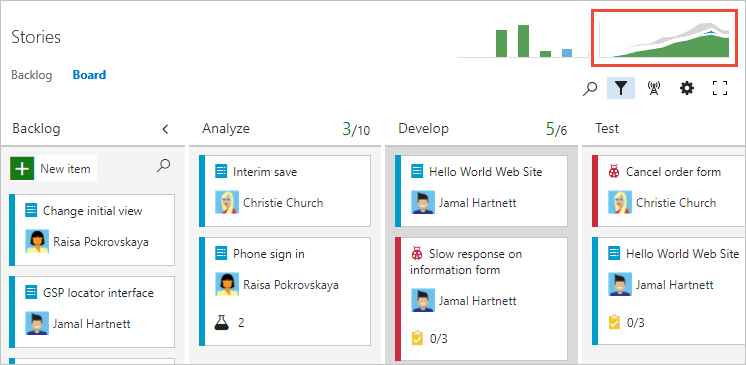 Stories
Backlog Board
Backlog
New item
Change initial view
Raisa Pokrovskaya
GSP locator interface
Jamal Hartnett
Analyze 3/10
Interim save
Christie Church
Phone sign in
Raisa Pokrovskaya
2
Develop 5/6
Hello World Web Site
Jamal Hartnett
Slow response on
information form
Jamal Hartnett
0/3
Test
Cancel order form
Christie Church
Hello World Web Site
Jamal Hartnett
0/3